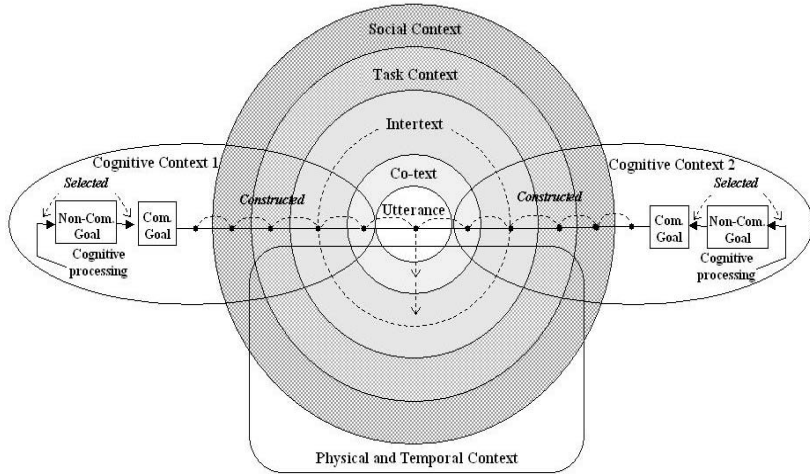 Social Context
Task Context
Intertext
Cognitive Context 1
Cognitive Context 2
Co-text
Selected
Constructed
Constructed
Selected
Utterance
Non-Com.
Goal
Com.
Goal
Com.
Goal
Non-Com.
Goal
Cognitive
processing
Cognitive
processing
Physical and Temporal Context